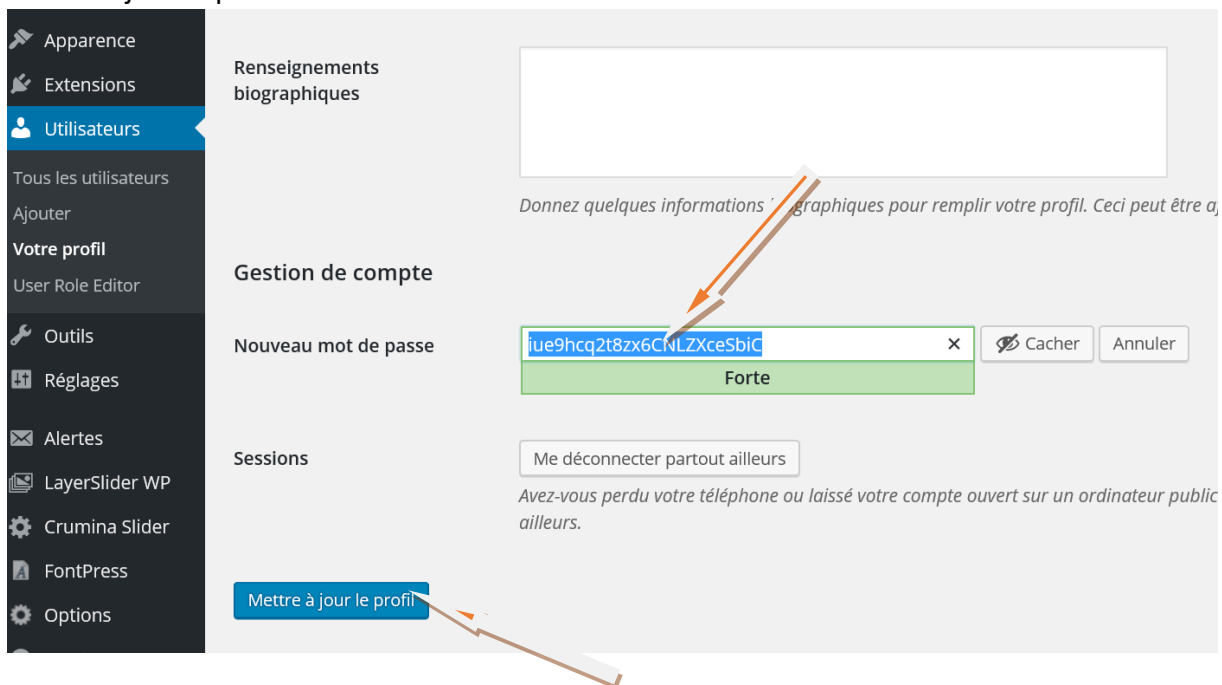 Apparence
Extensions
Utilisateurs
Tous les utilisateurs
Ajouter
Votre profil
User Role Editor
Outils
Réglages
Alertes
LayerSlider WP
Crumina Slider
FontPress
Options
Renseignements
biographiques
Donnez quelques informations biographiques pour remplir votre profil. Ceci peut être
Gestion de compte
Nouveau mot de passe
iue9hcq2t8zx6CNLZXceSbiC
Cacher
Annuler
Forte
Sessions
Me déconnecter partout ailleurs
Avez-vous perdu votre téléphone ou laissé votre compte ouvert sur un ordinateur public
ailleurs.
Mettre à jour le profil